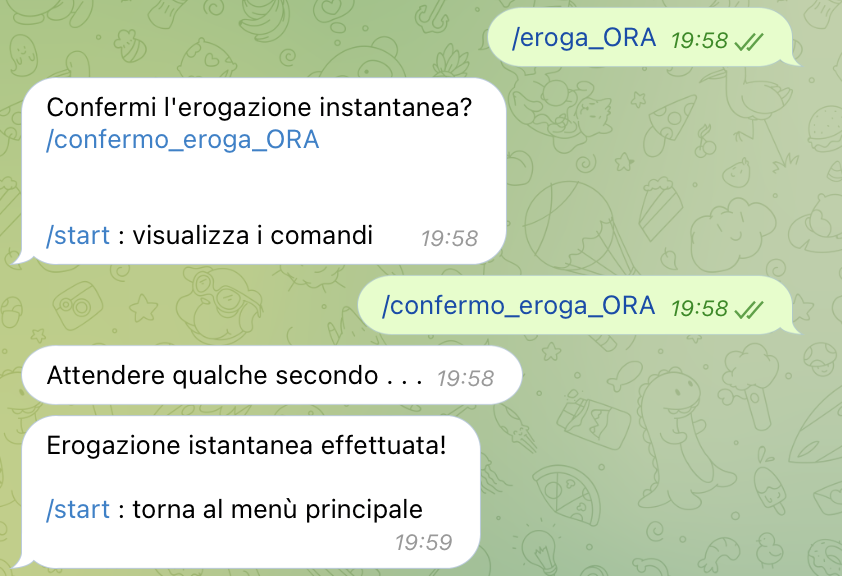 /eroga_ORA 19:58
Confermi l'erogazione instantanea?
/confermo_eroga_ORA
/start : visualizza i comandi 19:58
/confermo_eroga_ORA 19:58
Attendere qualche secondo . . . 19:58
Erogazione istantanea effettuata!
/start : torna al menù principale
19:59